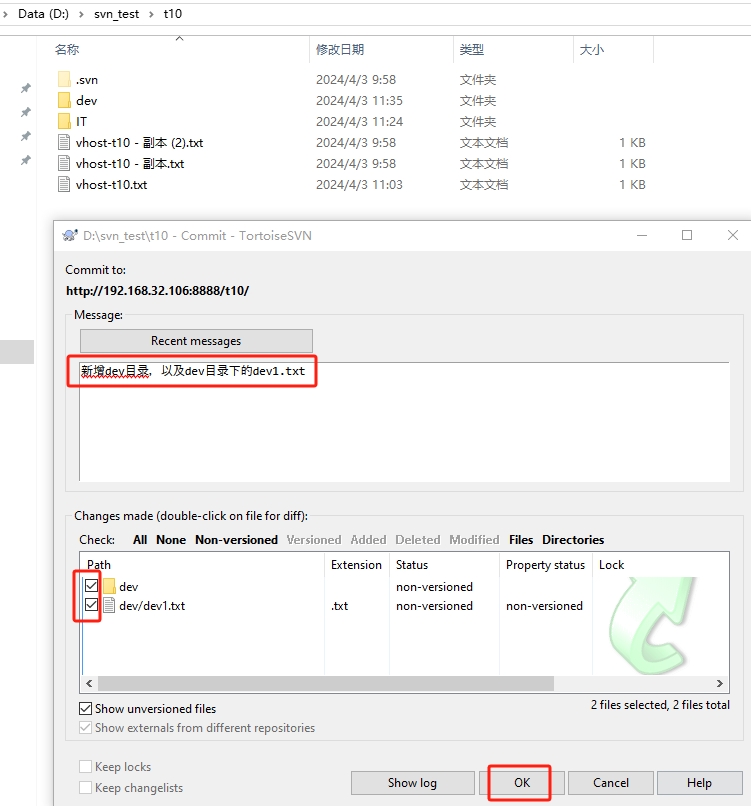 Data (D:) › svn_test › t10
名称 修改日期 类型 大小
.svn 2024/4/3 9:58 文件夹
dev 2024/4/3 11:35 文件夹
IT 2024/4/3 11:24 文件夹
vhost-t10 - 副本 (2).txt 2024/4/3 9:58 文本文档 1 KB
vhost-t10 - 副本.txt 2024/4/3 9:58 文本文档 1 KB
vhost-t10.txt 2024/4/3 11:03 文本文档 1 KB
D:\svn_test\t10 - Commit - TortoiseSVN
Commit to:
http://192.168.32.106:8888/t10/
Message:
Recent messages
新增dev目录，以及dev目录下的dev1.txt
Changes made (double-click on file for diff):
Check: All None Non-versioned Versioned Added Deleted Modified Files Directories
Path Extension Status Property status Lock
dev non-versioned
dev/dev1.txt .txt non-versioned non-versioned
Show unversioned files 2 files selected, 2 files total
Show externals from different repositories
Keep locks
Keep changelists
Show log OK Cancel Help